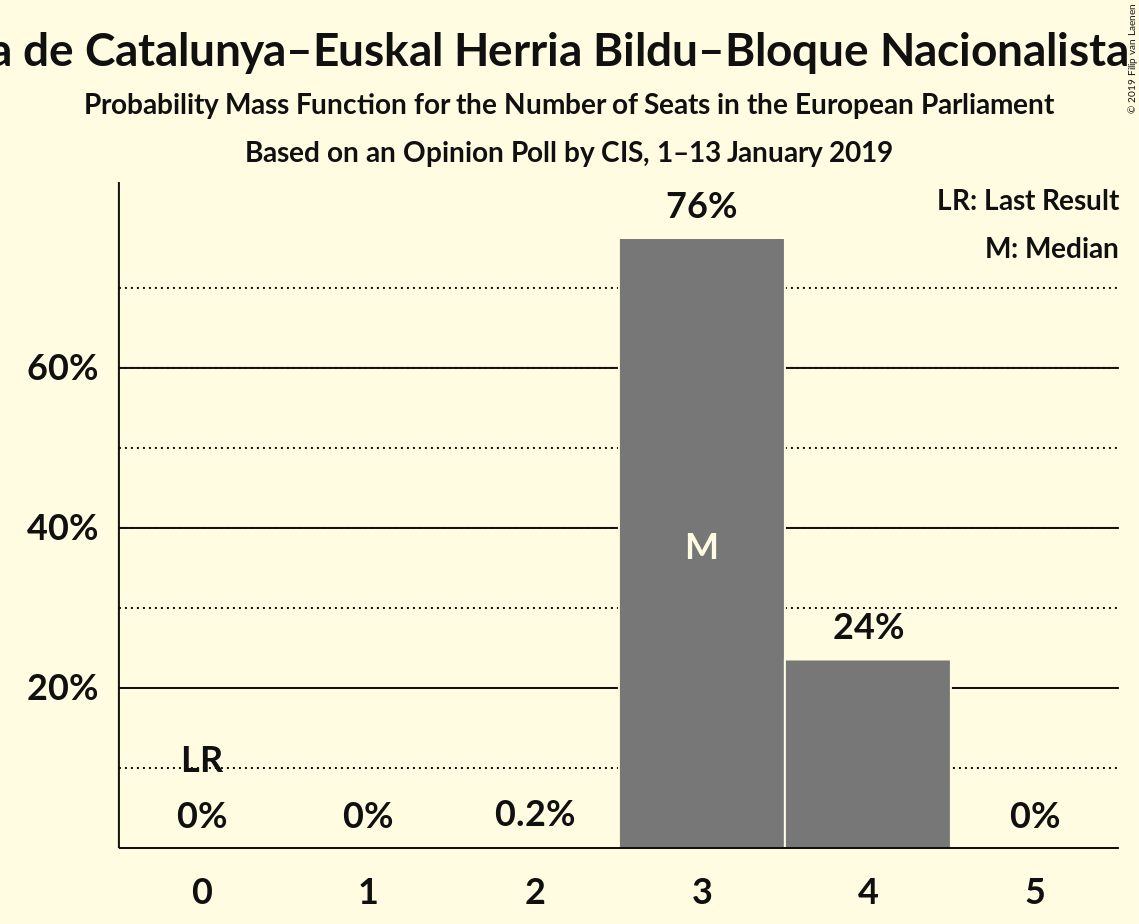 a de Catalunya–Euskal Herria Bildu–Bloque Nacionalista
Probability Mass Function for the Number of Seats in the European Parliament
Based on an Opinion Poll by CIS, 1–13 January 2019
© 2019 Filip van Laenen
LR: Last Result
M: Median
76%
60%
40%
M
24%
20%
LR
0% 0% 0.2% 0%
0 1 2 3 4 5